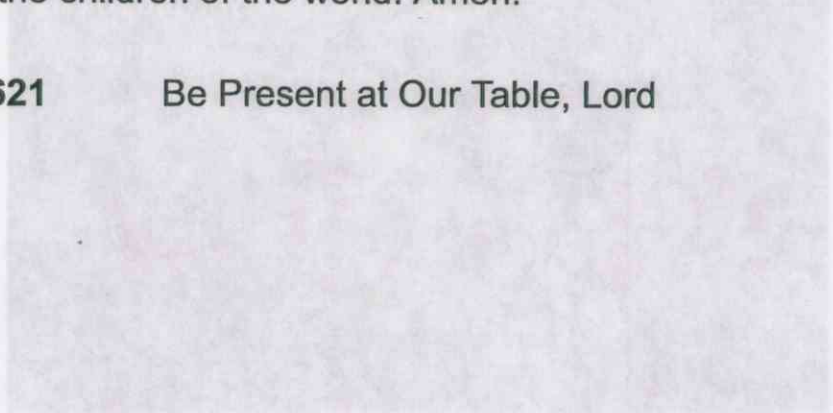 the children of the world. Amen.
621 Be Present at Our Table, Lord